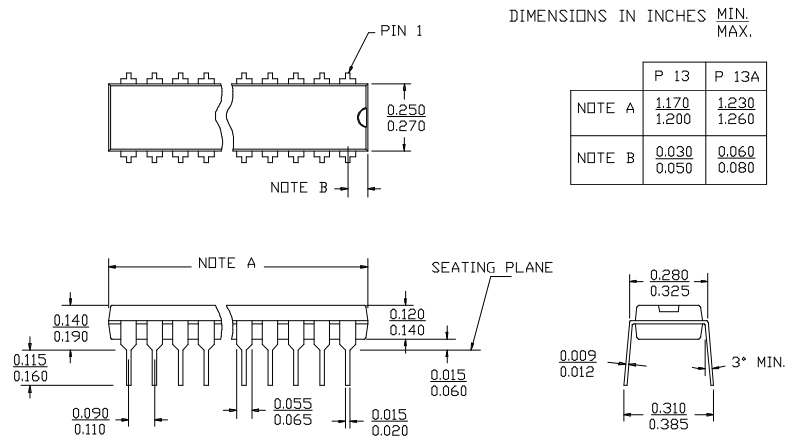 DIMENSIONS IN INCHES MIN.
MAX.
PIN 1
P 13 P 13A
NOTE A 1.170 1.230
1.200 1.260
NOTE B 0.030 0.060
0.050 0.080
0.250
0.270
NOTE B
NOTE A
SEATING PLANE
0.280
0.325
0.140
0.190
0.120
0.140
0.115
0.160
0.015
0.060
0.009
0.012
3° MIN.
0.090
0.110
0.055
0.065
0.015
0.020
0.310
0.385